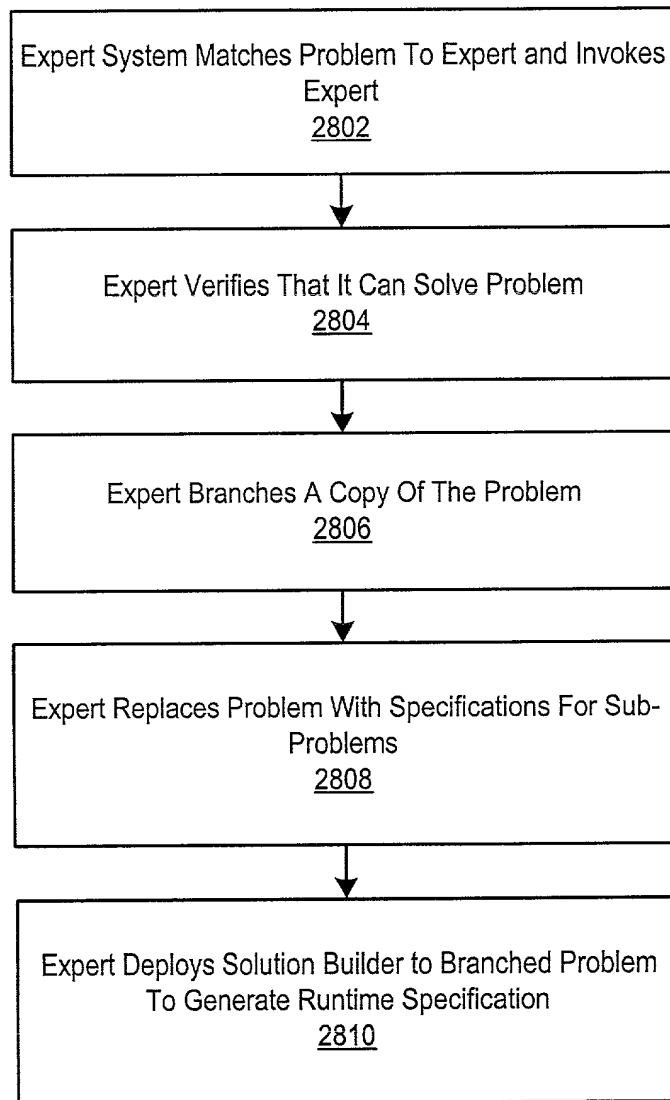 Expert System Matches Problem To Expert and Invokes
Expert
2802
Expert Verifies That It Can Solve Problem
2804
Expert Branches A Copy Of The Problem
2806
Expert Replaces Problem With Specifications For Sub-
Problems
2808
Expert Deploys Solution Builder to Branched Problem
To Generate Runtime Specification
2810